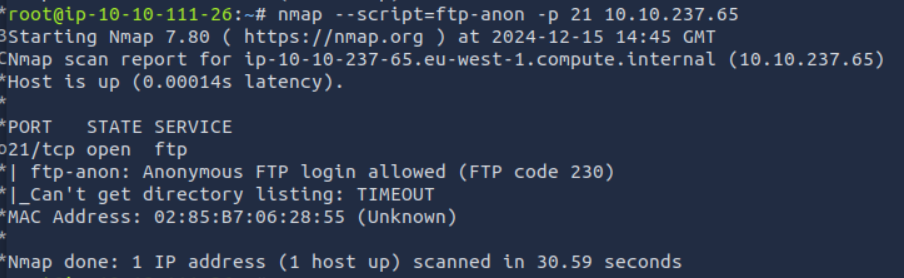 *root@ip-10-10-111-26:~# nmap --script=ftp-anon -p 21 10.10.237.65
3Starting Nmap 7.80 ( https://nmap.org ) at 2024-12-15 14:45 GMT
CNmap scan report for ip-10-10-237-65.eu-west-1.compute.internal (10.10.237.65)
*Host is up (0.00014s latency).
*
*PORT   STATE SERVICE
o21/tcp open  ftp
*| ftp-anon: Anonymous FTP login allowed (FTP code 230)
*|_Can't get directory listing: TIMEOUT
*MAC Address: 02:85:B7:06:28:55 (Unknown)
*
*Nmap done: 1 IP address (1 host up) scanned in 30.59 seconds